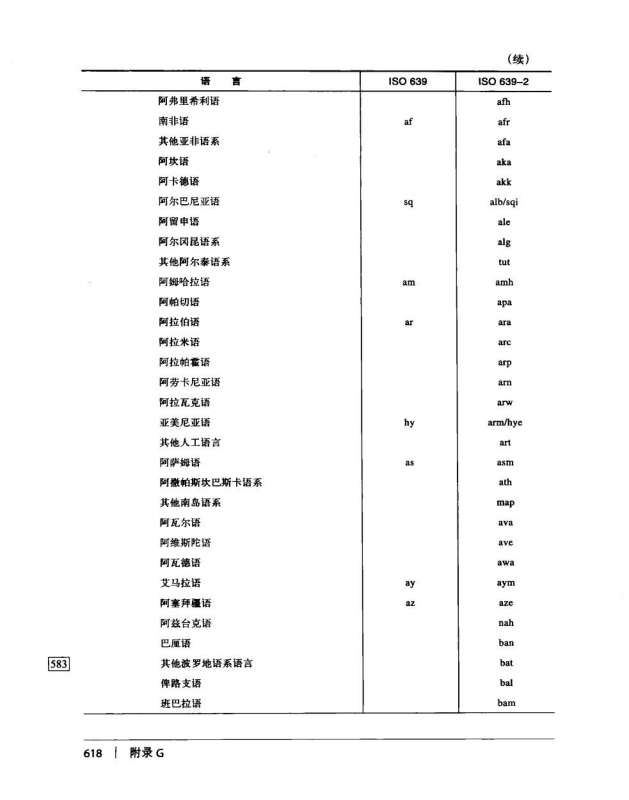 (续)
语 言 ISO 639 ISO 639-2
阿弗里希利语 afh
南非语 af afr
其他亚非语系 afa
阿坎语 aka
阿卡德语 akk
阿尔巴尼亚语 sq alb/sqi
阿留申语 ale
阿尔冈昆语系 alg
其他阿尔泰语系 tut
阿姆哈拉语 am amh
阿帕切语 apa
阿拉伯语 ar ara
阿拉米语 arc
阿拉帕霍语 arp
阿劳卡尼亚语 arn
阿拉瓦克语 arw
亚美尼亚语 hy arm/hye
其他人工语言 art
阿萨姆语 as asm
阿撒帕斯坎巴斯卡语系 ath
其他南岛语系 map
阿瓦尔语 ava
阿维斯陀语 ave
阿瓦德语 awa
艾马拉语 ay aym
阿塞拜疆语 az aze
阿兹台克语 nah
巴厘语 ban
583 其他波罗地语系语言 bat
俾路支语 bal
班巴拉语 bam
618 | 附录 G